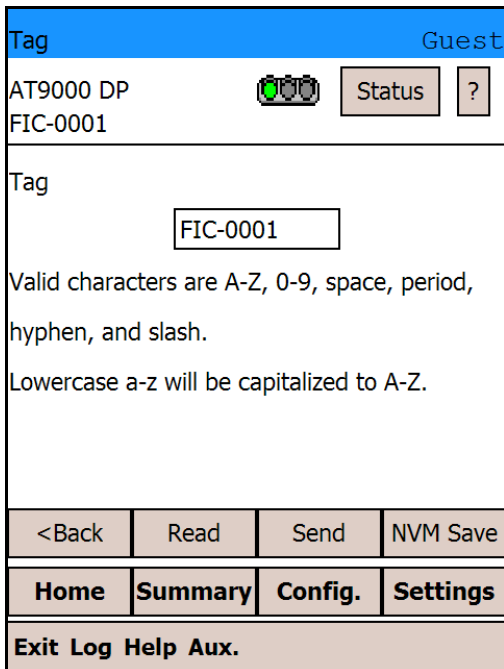 Tag Guest
AT9000 DP Status ?
FIC-0001
Tag
FIC-0001
Valid characters are A-Z, 0-9, space, period,
hyphen, and slash.
Lowercase a-z will be capitalized to A-Z.
<Back Read Send NVM Save
Home Summary Config. Settings
Exit Log Help Aux.